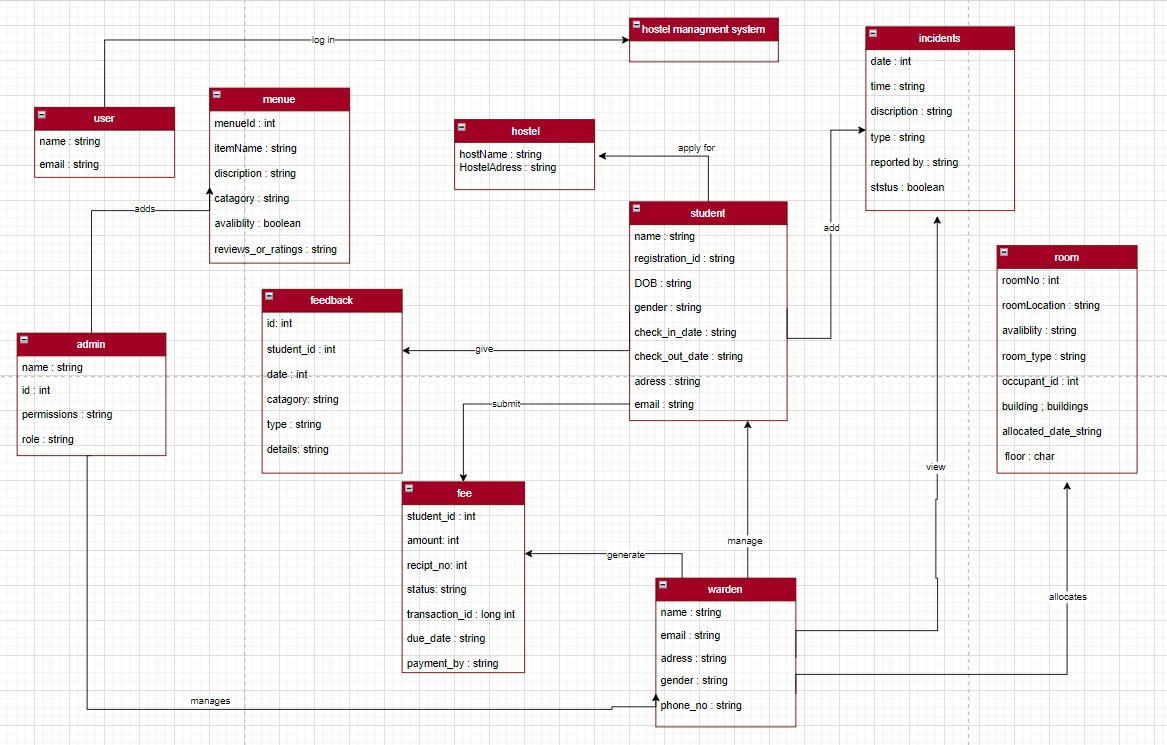 hostel managment system
log in
user
name : string
email : string
menue
menueId : int
itemName : string
discription : string
catagory : string
avaliblity : boolean
reviews_or_ratings : string
adds
hostel
hostName : string
HostelAdress : string
apply for
incidents
date : int
time : string
discription : string
type : string
reported by : string
ststus : boolean
add
student
name : string
registration_id : string
DOB : string
gender : string
check_in_date : string
check_out_date : string
adress : string
email : string
room
roomNo : int
roomLocation : string
avaliblity : string
room_type : string
occupant_id : int
building ; buildings
allocated_date_string
floor : char
feedback
id: int
student_id : int
date : int
catagory: string
type : string
details: string
give
submit
admin
name : string
id : int
permissions : string
role : string
view
fee
student_id : int
amount: int
recipt_no: int
status: string
transaction_id : long int
due_date : string
payment_by : string
generate
manage
allocates
warden
name : string
email : string
adress : string
gender : string
phone_no : string
manages